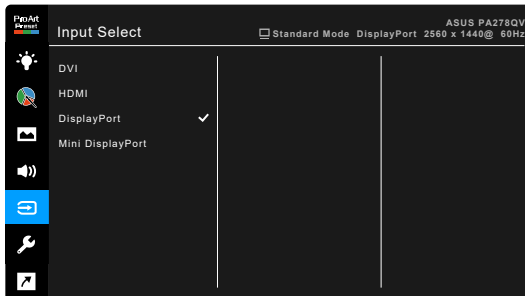 ProArt
Preset
Input Select
ASUS PA278QV
Standard Mode DisplayPort 2560 x 1440@ 60Hz
DVI
HDMI
DisplayPort
Mini DisplayPort